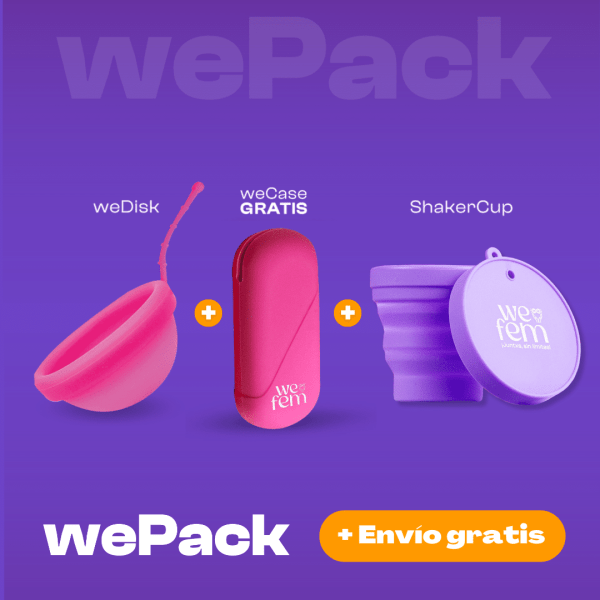 wePack
weDisk
weCase
GRATIS
ShakerCup
we
fem
we
fem
wePack
+ Envío gratis